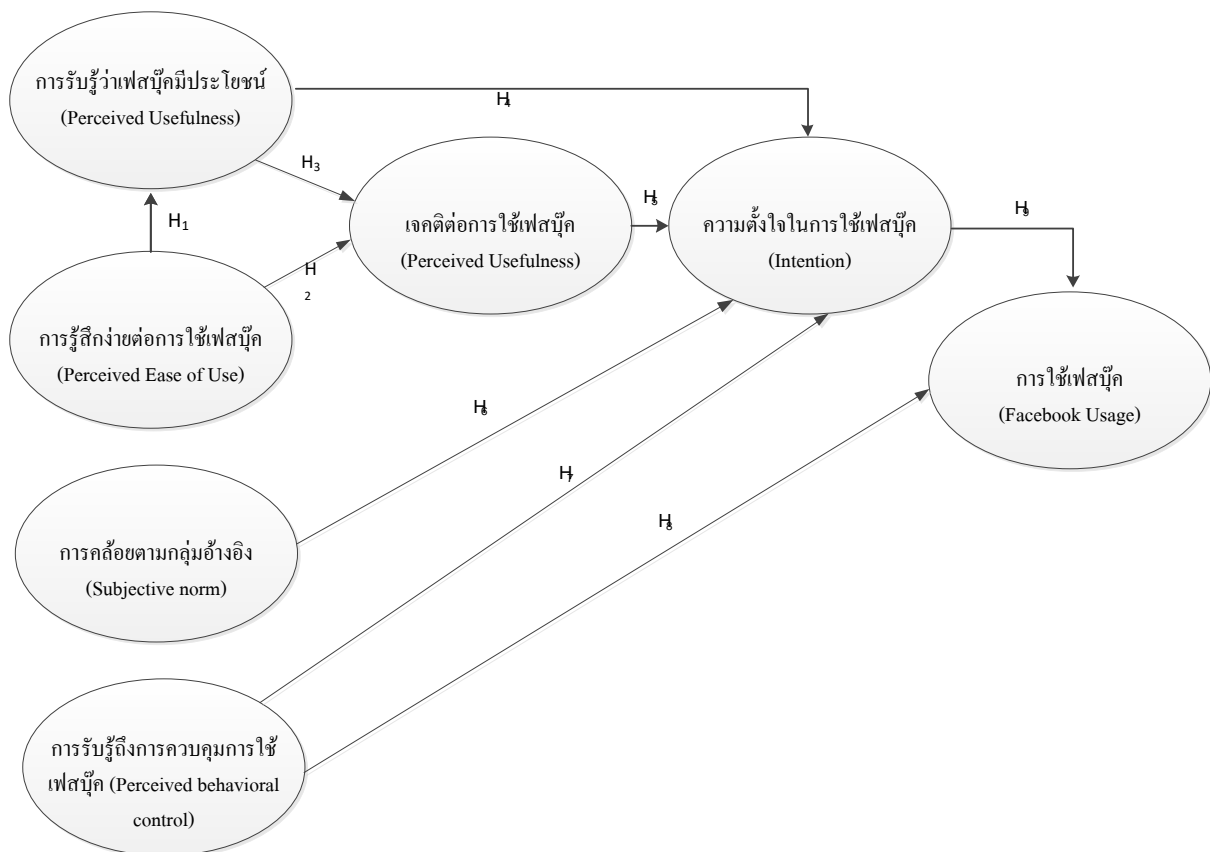 การรับรู้ว่าเฟสบุ๊คมีประโยชน์
(Perceived Usefulness)
H4
H3
H1
เจคติต่อการใช้เฟสบุ๊ค
(Perceived Usefulness)
H5
ความตั้งใจในการใช้เฟสบุ๊ค
(Intention)
H9
H
2
การรู้สึกง่ายต่อการใช้เฟสบุ๊ค
(Perceived Ease of Use)
การใช้เฟสบุ๊ค
(Facebook Usage)
H6
H7
H8
การคล้อยตามกลุ่มอ้างอิง
(Subjective norm)
การรับรู้ถึงการควบคุมการใช้
เฟสบุ๊ค (Perceived behavioral
control)